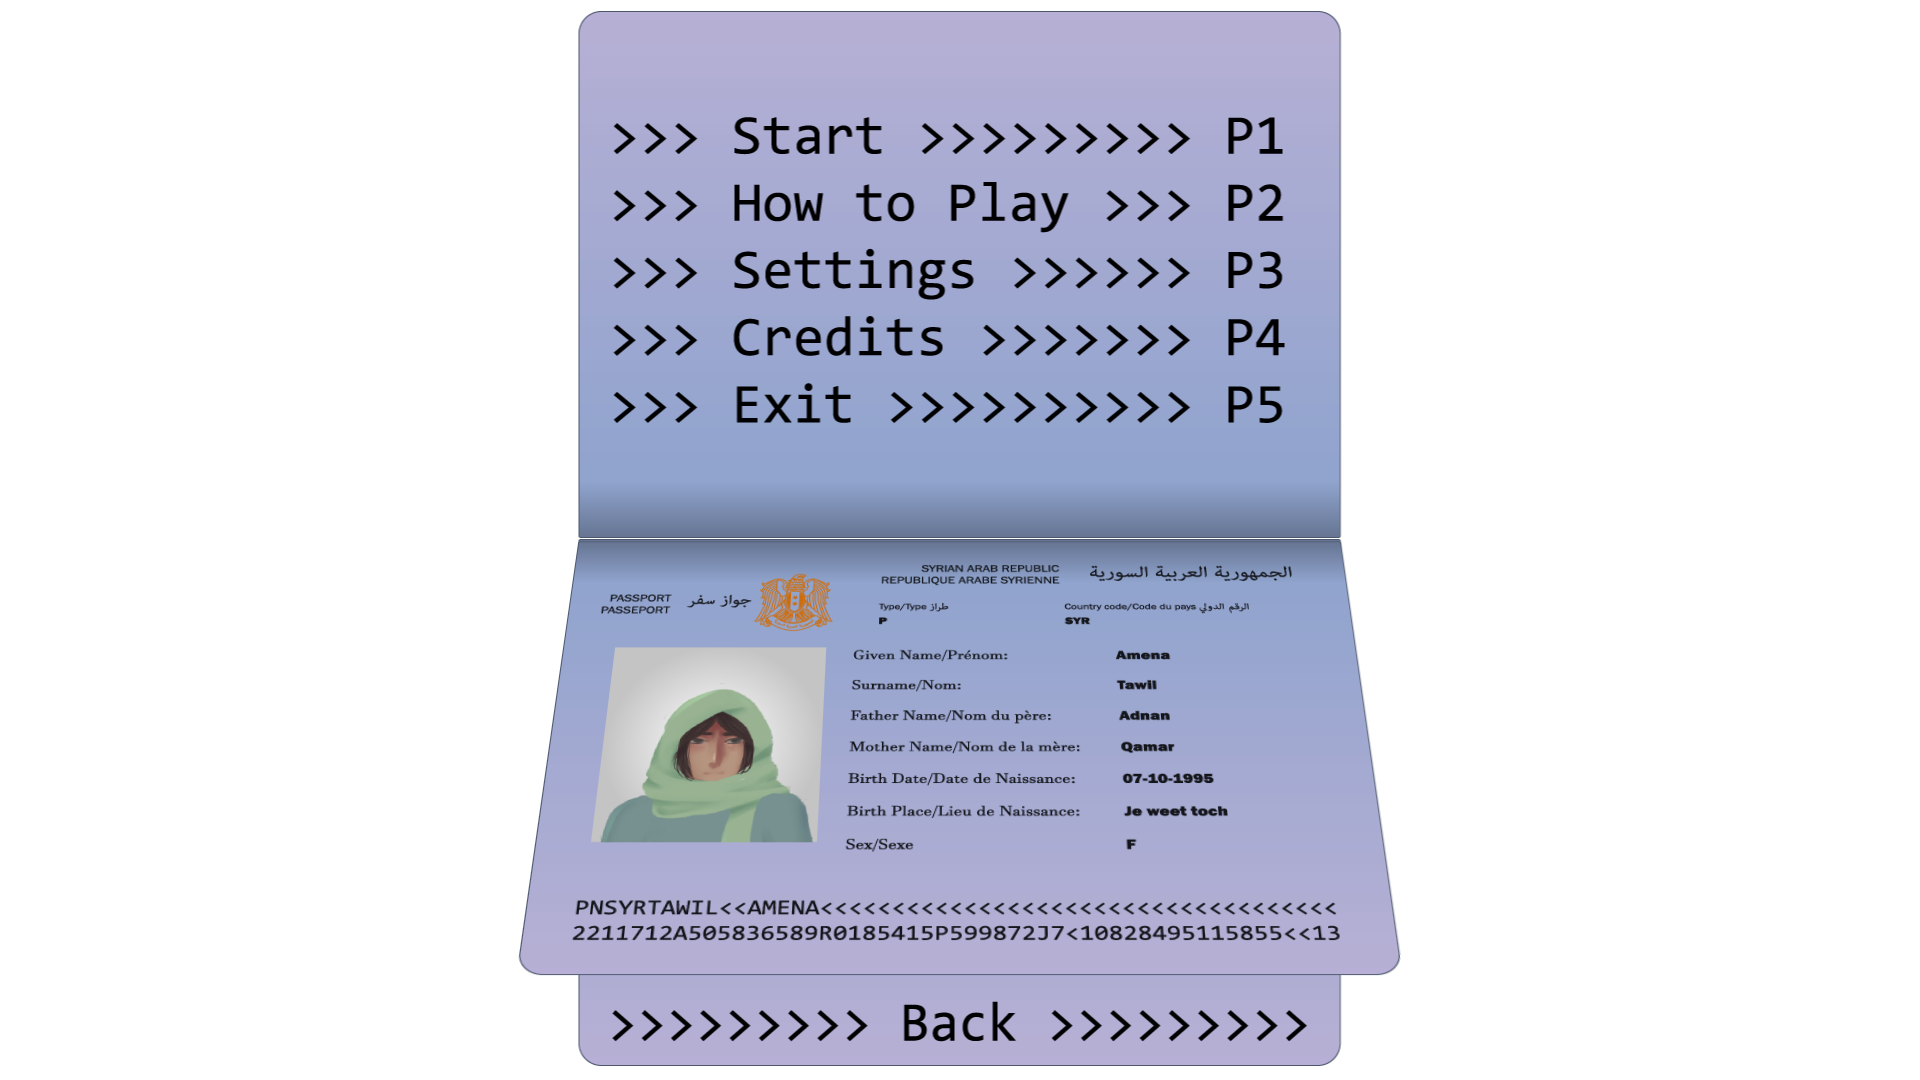 >>> Start >>>>>>>>> P1
>>> How to Play >>> P2
>>> Settings >>>>>> P3
>>> Credits >>>>>>> P4
>>> Exit >>>>>>>>>> P5
SYRIAN ARAB REPUBLIC الجمهورية العربية السورية
REPUBLIQUE ARABE SYRIENNE
PASSPORT جواز سفر
PASSEPORT
Type/Type طراز Country code/Code du pays الرقم الدولي
P SYR
Given Name/Prénom: Amena
Surname/Nom: Tawil
Father Name/Nom du père: Adnan
Mother Name/Nom de la mère: Qamar
Birth Date/Date de Naissance: 07-10-1995
Birth Place/Lieu de Naissance: Je weet toch
Sex/Sexe F
PNSYRTAWIL<<AMENA<<<<<<<<<<<<<<<<<<<<<<<<<<<<<<<<<<<<
2211712A505836589R0185415P599872J7<10828495115855<<13
>>>>>>>>> Back >>>>>>>>>